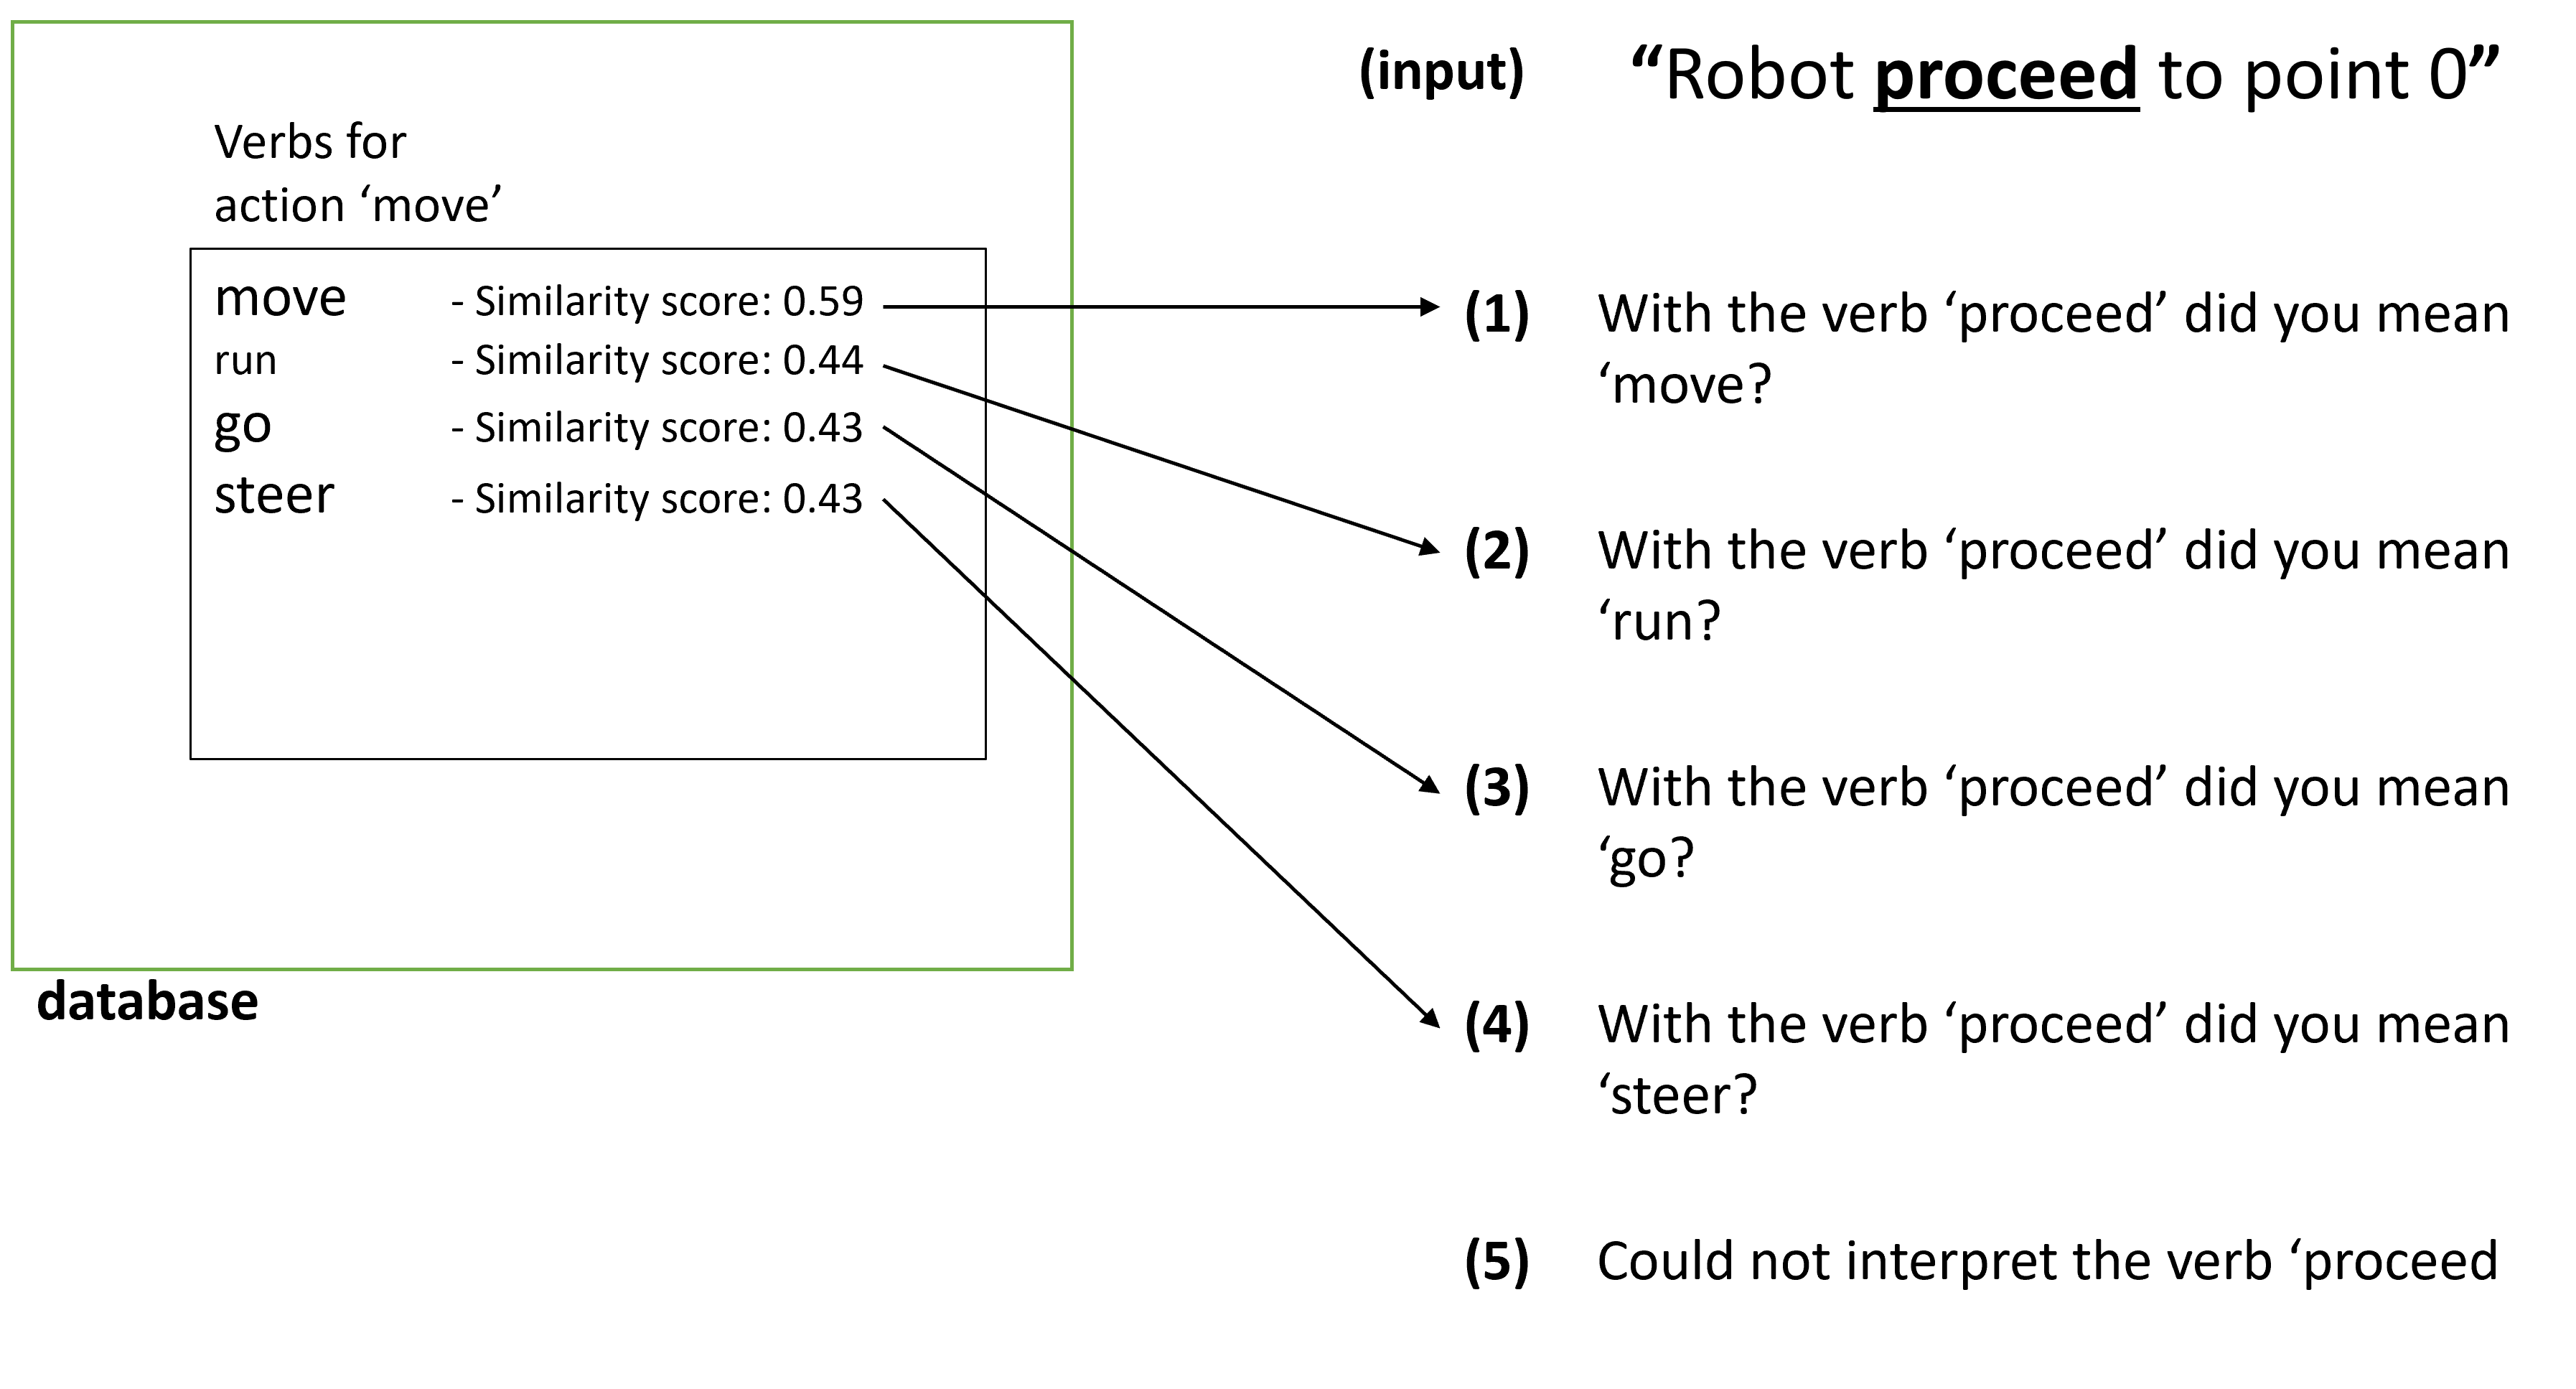 (input) “Robot proceed to point 0”
Verbs for
action ‘move’
move - Similarity score: 0.59
run - Similarity score: 0.44
go - Similarity score: 0.43
steer - Similarity score: 0.43
database
(1) With the verb ‘proceed’ did you mean
‘move?
(2) With the verb ‘proceed’ did you mean
‘run?
(3) With the verb ‘proceed’ did you mean
‘go?
(4) With the verb ‘proceed’ did you mean
‘steer?
(5) Could not interpret the verb ‘proceed